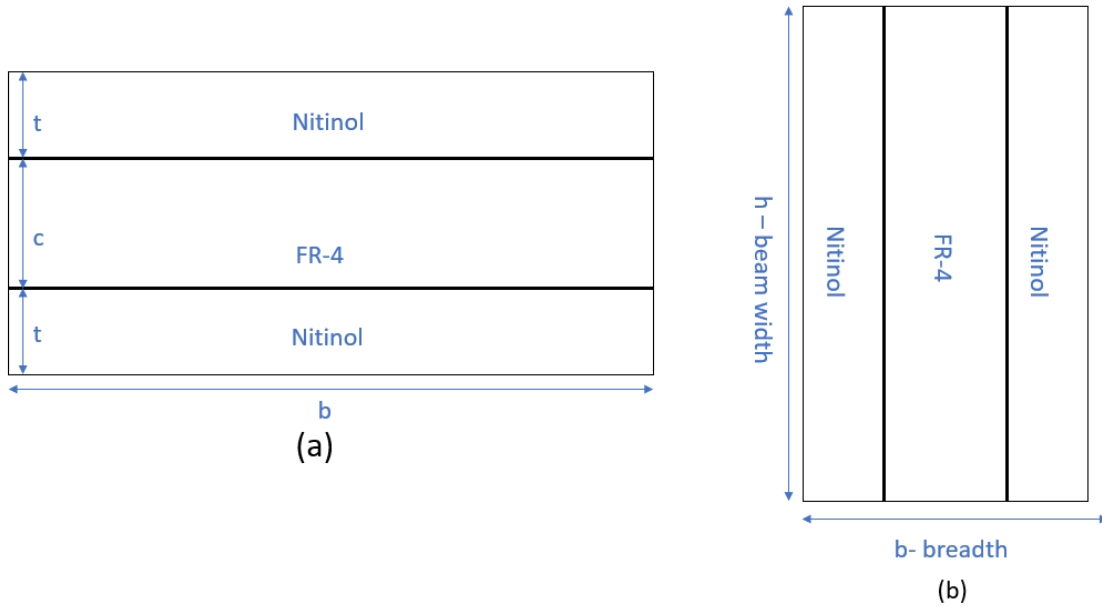 t
Nitinol
c
FR-4
t
Nitinol
b
(a)
h – beam width
Nitinol
FR-4
Nitinol
b- breadth
(b)